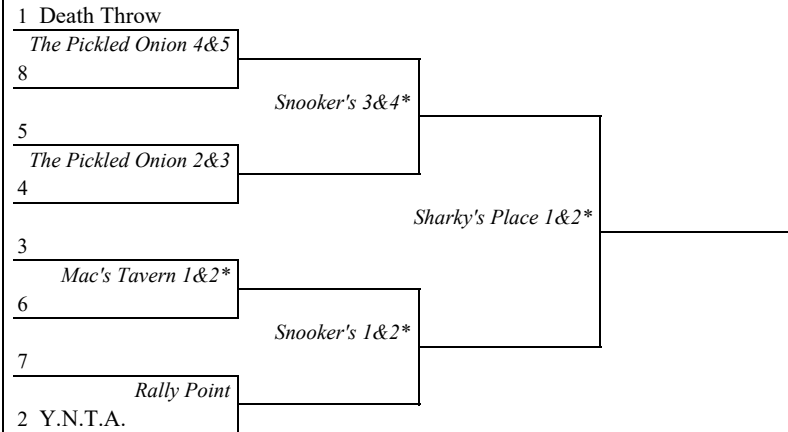 1 Death Throw
The Pickled Onion 4&5
8
Snooker's 3&4*
5
The Pickled Onion 2&3
4
Sharky's Place 1&2*
3
Mac's Tavern 1&2*
6
Snooker's 1&2*
7
Rally Point
2 Y.N.T.A.